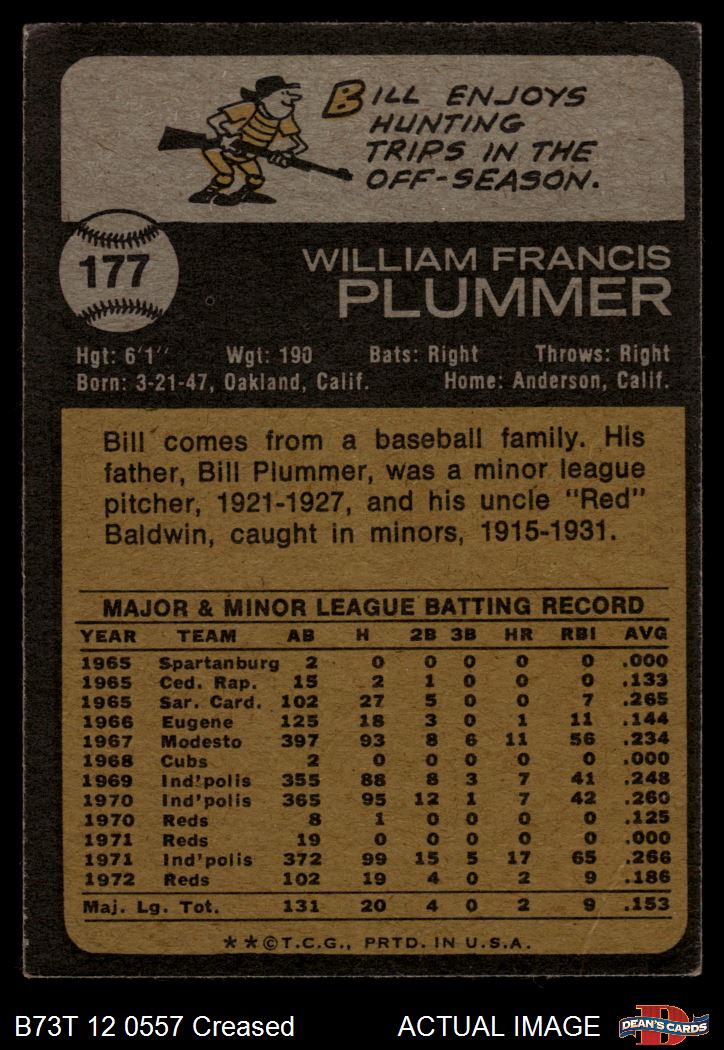 BILL ENJOYS
HUNTING
TRIPS IN THE
OFF-SEASON.
177
WILLIAM FRANCIS
PLUMMER
Hgt: 6'1" Wgt: 190 Bats: Right Throws: Right
Born: 3-21-47, Oakland, Calif. Home: Anderson, Calif.
Bill comes from a baseball family. His
father, Bill Plummer, was a minor league
pitcher, 1921-1927, and his uncle "Red"
Baldwin, caught in minors, 1915-1931.
MAJOR & MINOR LEAGUE BATTING RECORD
YEAR TEAM AB H 2B 3B HR RBI AVG
1965 Spartanburg 2 0 0 0 0 0 .000
1965 Ced. Rap. 15 2 1 0 0 0 .133
1965 Sar. Card. 102 27 5 0 0 7 .265
1966 Eugene 125 18 3 0 1 11 .144
1967 Modesto 397 93 8 6 11 56 .234
1968 Cubs 2 0 0 0 0 0 .000
1969 Ind'polis 355 88 8 3 7 41 .248
1970 Ind'polis 365 95 12 1 7 42 .260
1970 Reds 8 1 0 0 0 0 .125
1971 Reds 19 0 0 0 0 0 .000
1971 Ind'polis 372 99 15 5 17 65 .266
1972 Reds 102 19 4 0 2 9 .186
Maj. Lg. Tot. 131 20 4 0 2 9 .153
**©T.C.G., PRTD. IN U.S.A.
B73T 12 0557 Creased ACTUAL IMAGE
D
DEAN'S CARDS